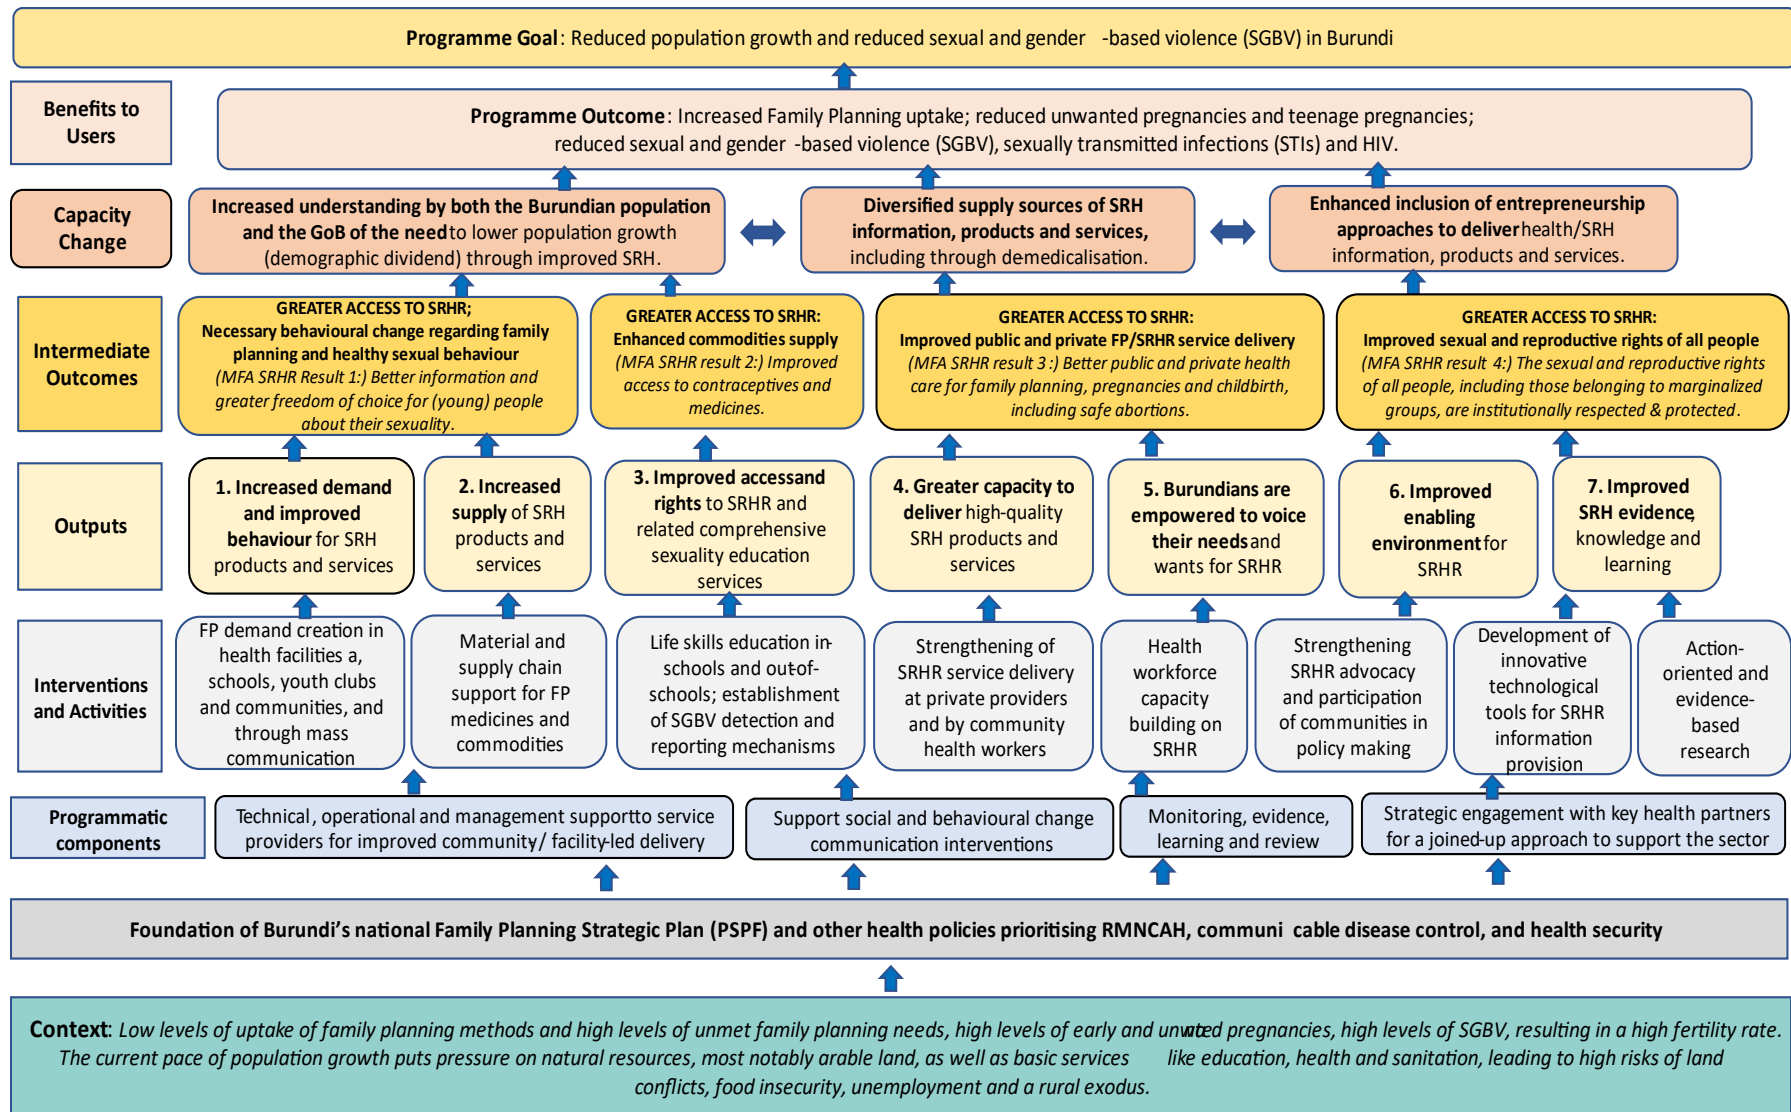 Programme Goal: Reduced population growth and reduced sexual and gender -based violence (SGBV) in Burundi
Benefits to
Users
Programme Outcome: Increased Family Planning uptake; reduced unwanted pregnancies and teenage pregnancies;
reduced sexual and gender -based violence (SGBV), sexually transmitted infections (STIs) and HIV.
Capacity
Change
Increased understanding by both the Burundian population
and the GoB of the need to lower population growth
(demographic dividend) through improved SRH.
Diversified supply sources of SRH
information, products and services,
including through demedicalisation.
Enhanced inclusion of entrepreneurship
approaches to deliver health/SRH
information, products and services.
Intermediate
Outcomes
GREATER ACCESS TO SRHR;
Necessary behavioural change regarding family
planning and healthy sexual behaviour
(MFA SRHR Result 1:) Better information and
greater freedom of choice for (young) people
about their sexuality.
GREATER ACCESS TO SRHR:
Enhanced commodities supply
(MFA SRHR result 2:) Improved
access to contraceptives and
medicines.
GREATER ACCESS TO SRHR:
Improved public and private FP/SRHR service delivery
(MFA SRHR result 3 :) Better public and private health
care for family planning, pregnancies and childbirth,
including safe abortions.
GREATER ACCESS TO SRHR:
Improved sexual and reproductive rights of all people
(MFA SRHR result 4:) The sexual and reproductive rights
of all people, including those belonging to marginalized
groups, are institutionally respected & protected.
Outputs
1. Increased demand
and improved
behaviour for SRH
products and services
2. Increased
supply of SRH
products and
services
3. Improved accessand
rights to SRHR and
related comprehensive
sexuality education
services
4. Greater capacity to
deliver high-quality
SRH products and
services
5. Burundians are
empowered to voice
their needs and
wants for SRHR
6. Improved
enabling
environment for
SRHR
7. Improved
SRH evidence,
knowledge and
learning
Interventions
and Activities
FP demand creation in
health facilities a,
schools, youth clubs
and communities, and
through mass
communication
Material and
supply chain
support for FP
medicines and
commodities
Life skills education in-
schools and out-of-
schools; establishment
of SGBV detection and
reporting mechanisms
Strengthening of
SRHR service delivery
at private providers
and by community
health workers
Health
workforce
capacity
building on
SRHR
Strengthening
SRHR advocacy
and participation
of communities in
policy making
Development of
innovative
technological
tools for SRHR
information
provision
Action-
oriented and
evidence-
based
research
Programmatic
components
Technical, operational and management supportto service
providers for improved community/ facility-led delivery
Support social and behavioural change
communication interventions
Monitoring, evidence,
learning and review
Strategic engagement with key health partners
for a joined-up approach to support the sector
Foundation of Burundi's national Family Planning Strategic Plan (PSPF) and other health policies prioritising RMNCAH, communi cable disease control, and health security
Context: Low levels of uptake of family planning methods and high levels of unmet family planning needs, high levels of early and unwanted pregnancies, high levels of SGBV, resulting in a high fertility rate.
The current pace of population growth puts pressure on natural resources, most notably arable land, as well as basic services like education, health and sanitation, leading to high risks of land
conflicts, food insecurity, unemployment and a rural exodus.